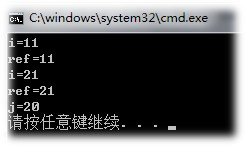 C:\windows\system32\cmd.exe
i=11
ref=11
i=21
ref=21
j=20
请按任意键继续. . .